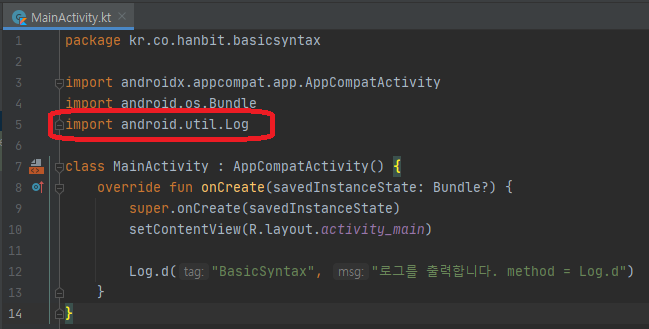 MainActivity.kt
1 package kr.co.hanbit.basicsyntax
2
3 import androidx.appcompat.app.AppCompatActivity
4 import android.os.Bundle
5 import android.util.Log
6
7 class MainActivity : AppCompatActivity() {
8 override fun onCreate(savedInstanceState: Bundle?) {
9 super.onCreate(savedInstanceState)
10 setContentView(R.layout.activity_main)
11
12 Log.d( tag: "BasicSyntax", msg: "로그를 출력합니다. method = Log.d")
13 }
14 }